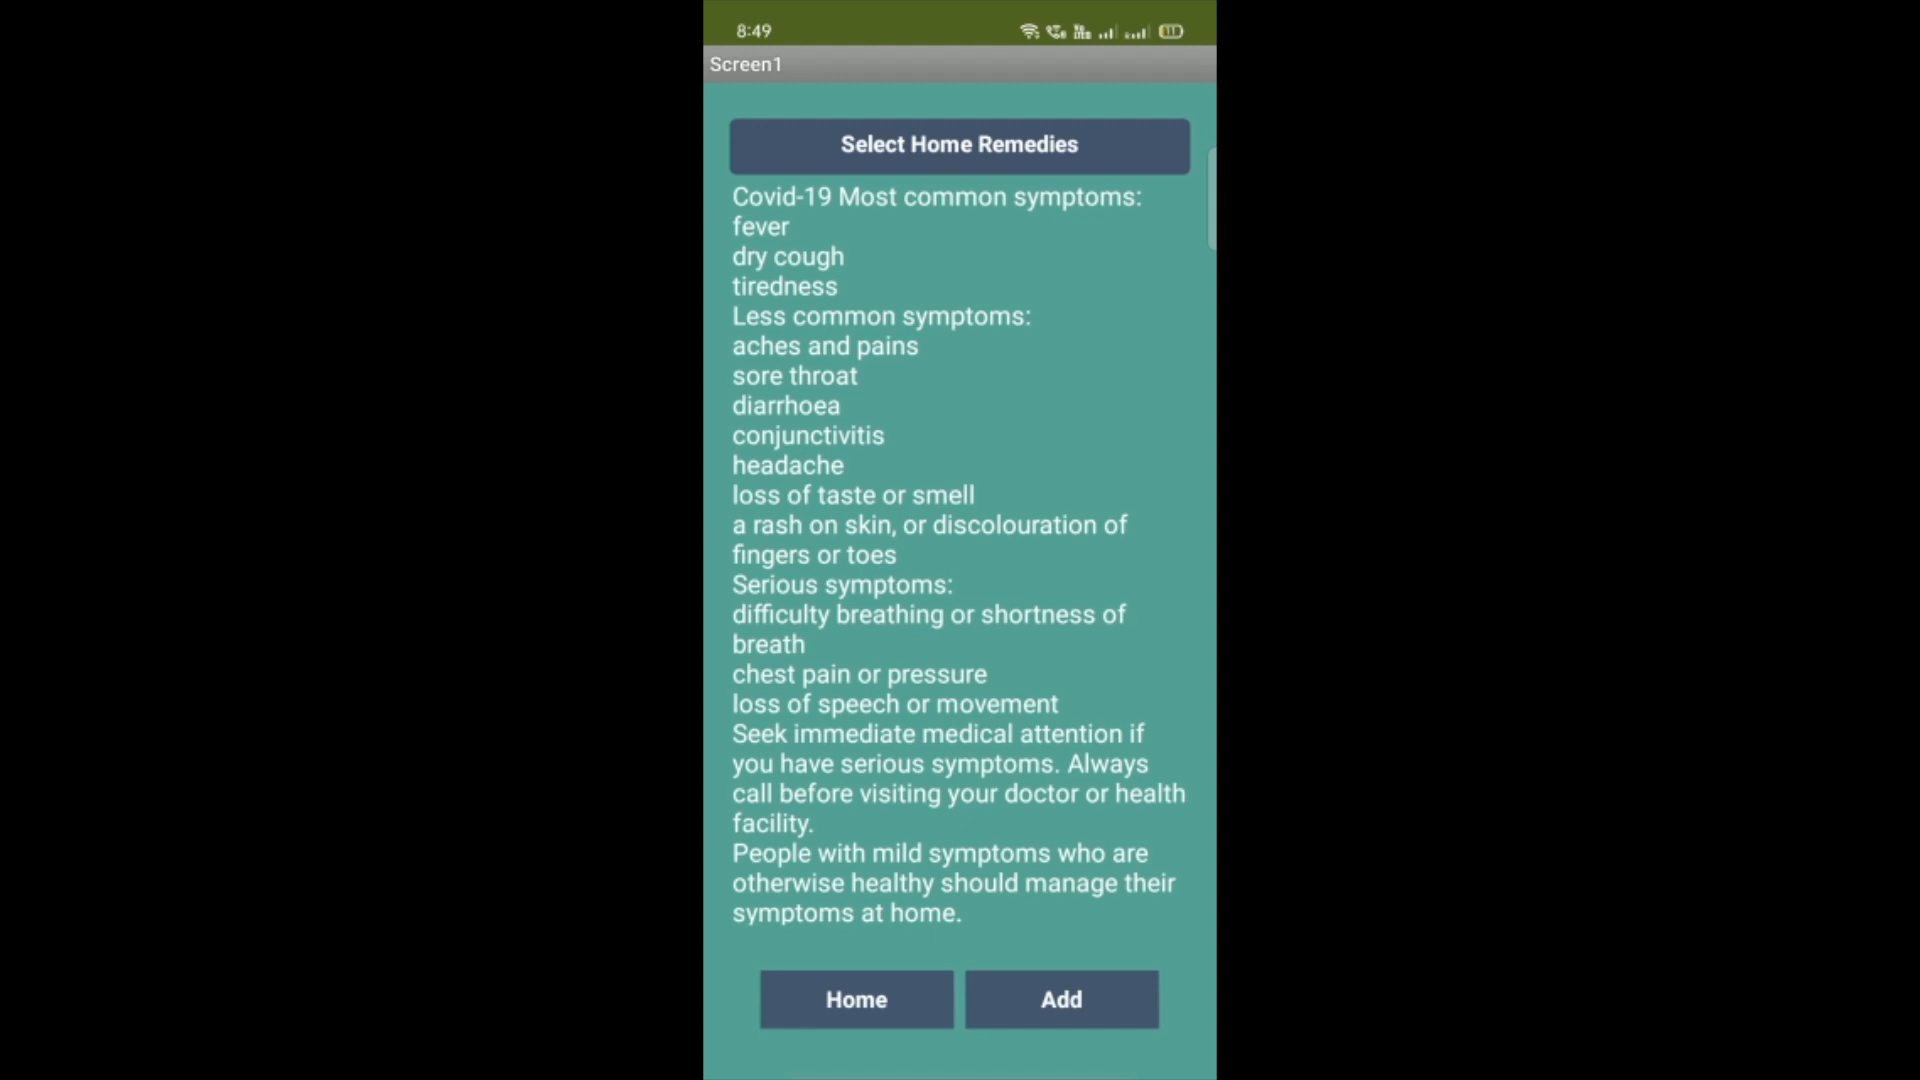 8:49
Screen1
Select Home Remedies
Covid-19 Most common symptoms:
fever
dry cough
tiredness
Less common symptoms:
aches and pains
sore throat
diarrhoea
conjunctivitis
headache
loss of taste or smell
a rash on skin, or discolouration of
fingers or toes
Serious symptoms:
difficulty breathing or shortness of
breath
chest pain or pressure
loss of speech or movement
Seek immediate medical attention if
you have serious symptoms. Always
call before visiting your doctor or health
facility.
People with mild symptoms who are
otherwise healthy should manage their
symptoms at home.
Home Add